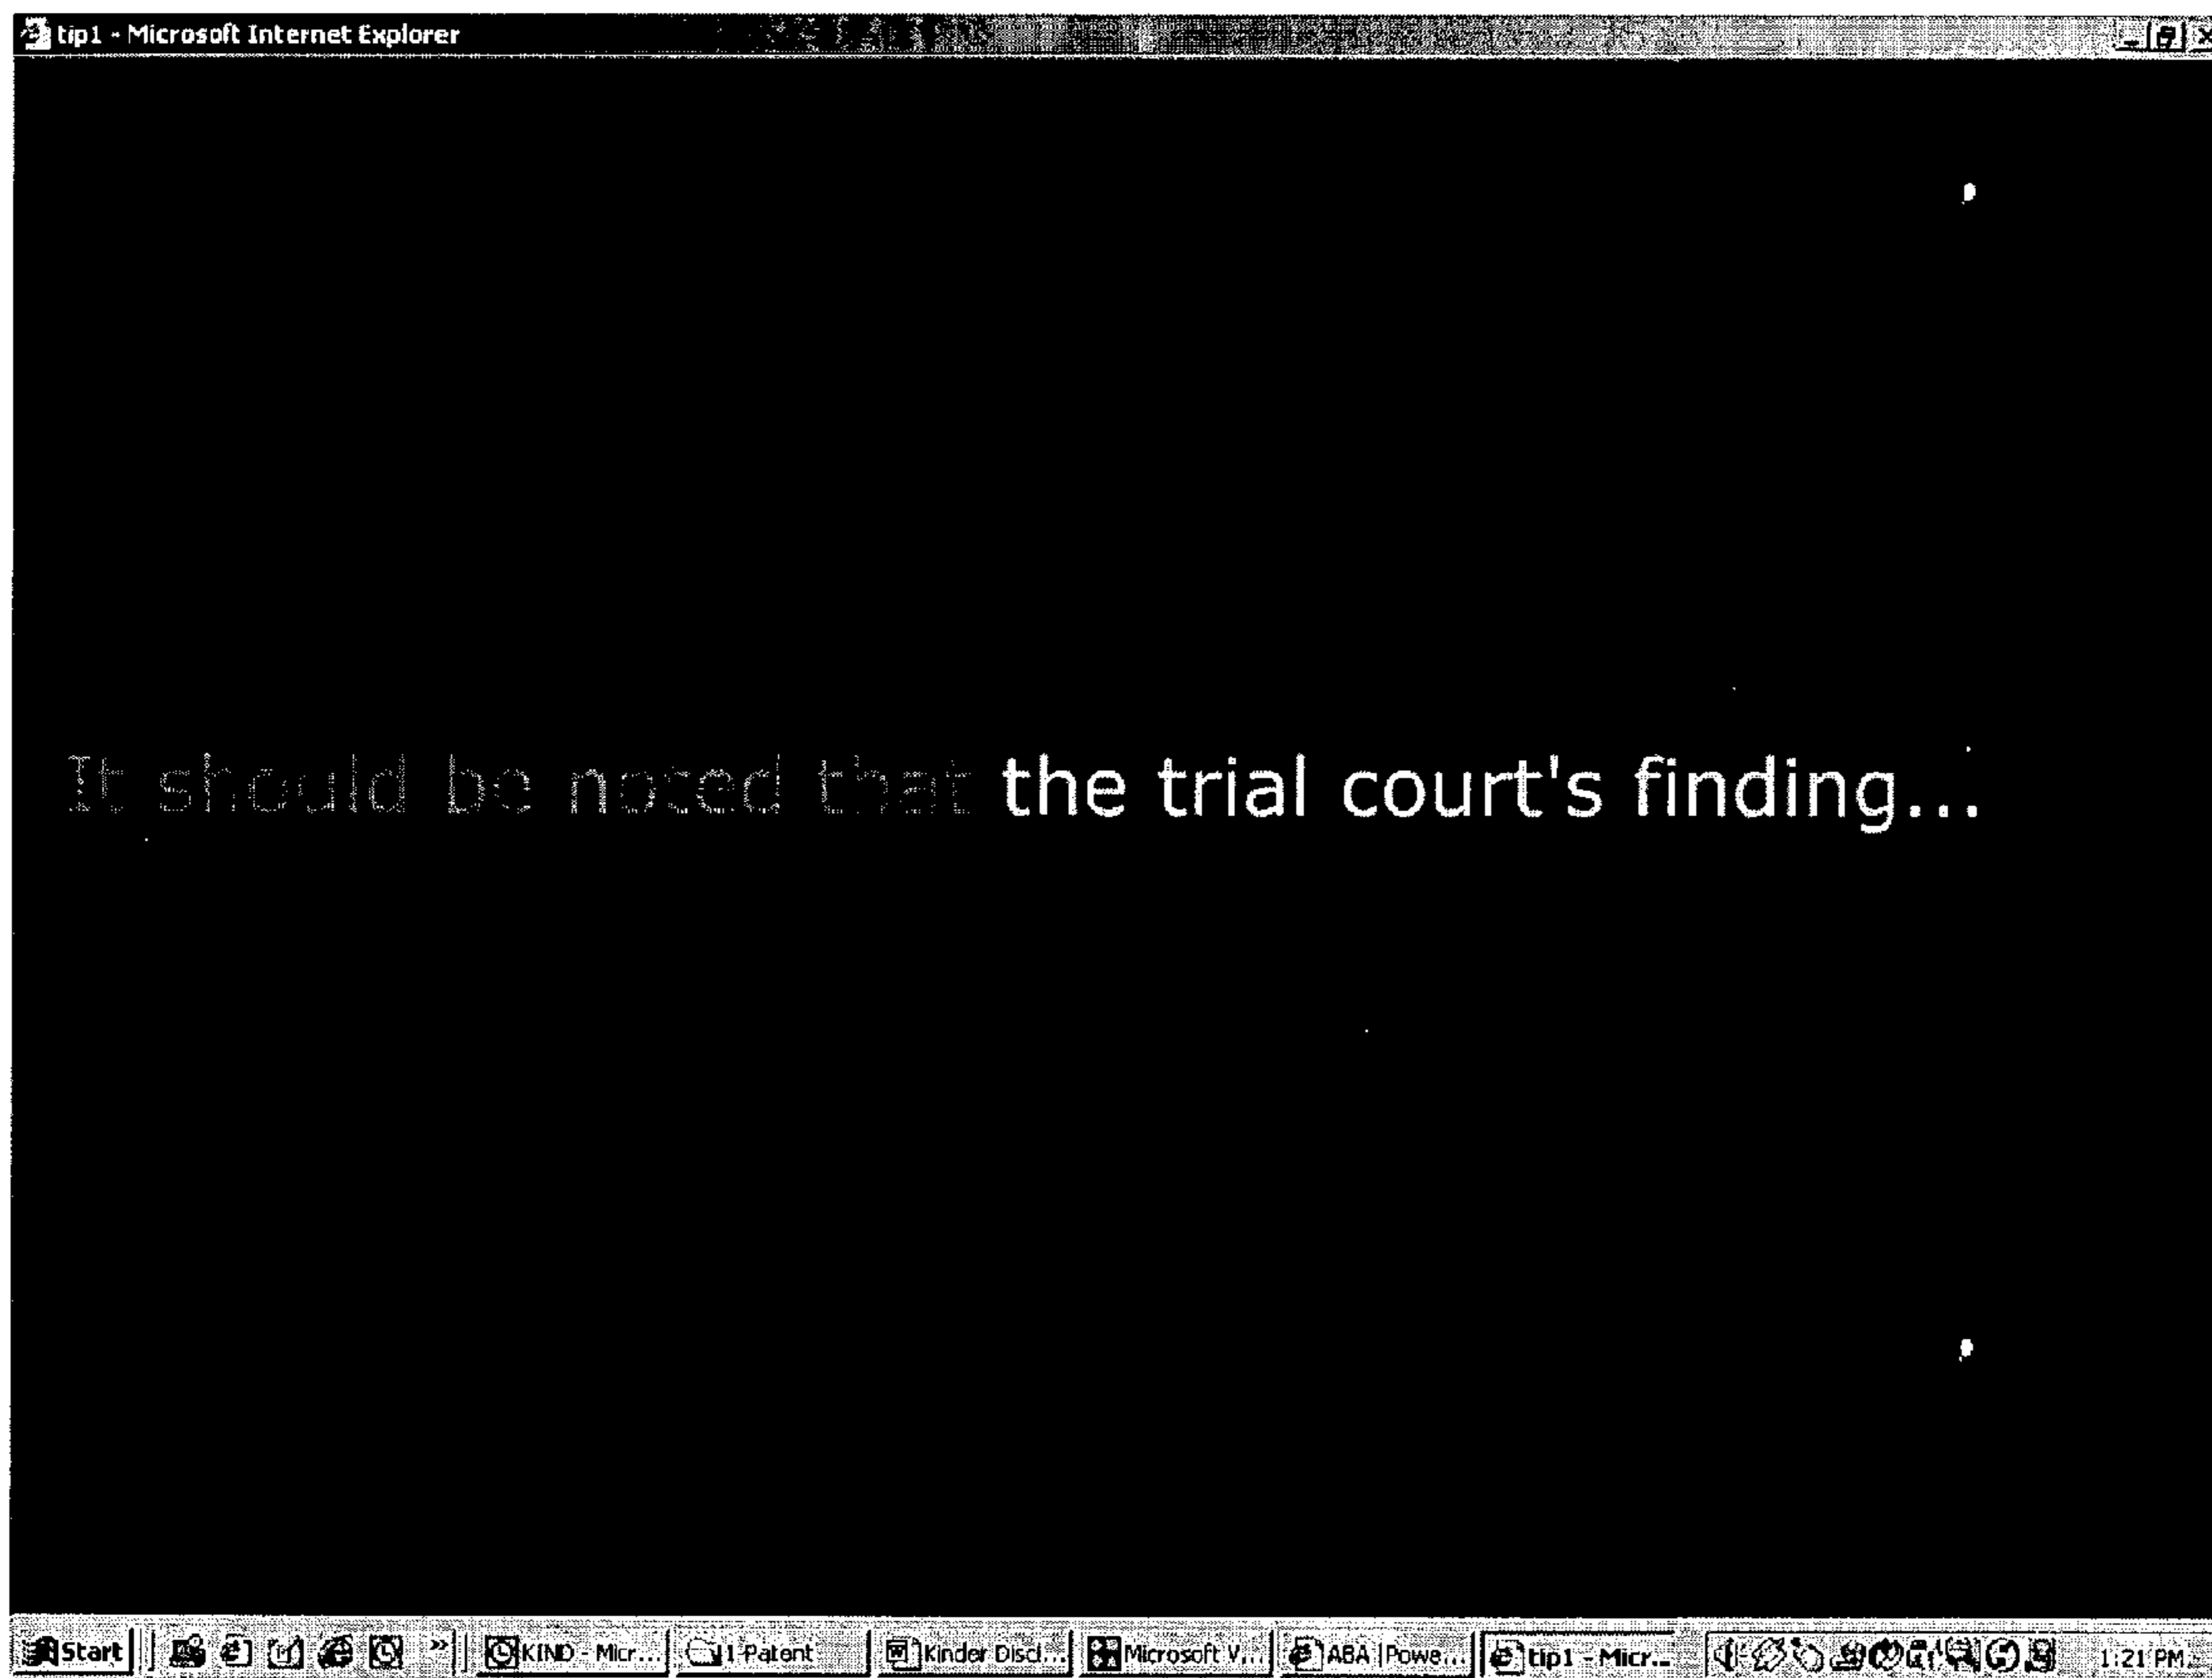 tip1 - Microsoft Internet Explorer
It should be noted that the trial court's finding...
Start KIND - Micr... 1-Patent Kinder Discl... Microsoft V... ABA | Powe... tip1 - Micr... 1:21 PM